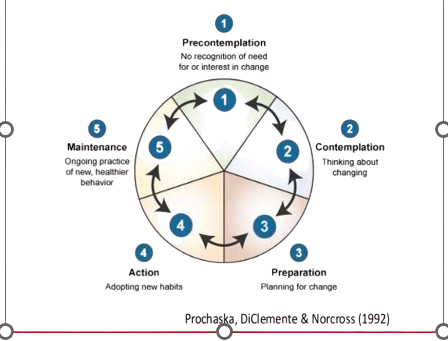 1
Precontemplation
No recognition of need
for or interest in change
1
5
Maintenance
Ongoing practice
of new, healthier
behavior
2
Contemplation
Thinking about
changing
5
2
4
3
4
Action
Adopting new habits
3
Preparation
Planning for change
Prochaska, DiClemente & Norcross (1992)